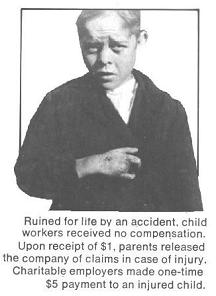 Ruined for life by an accident, child
workers received no compensation.
Upon receipt of $1, parents released
the company of claims in case of injury.
Charitable employers made one-time
$5 payment to an injured child.